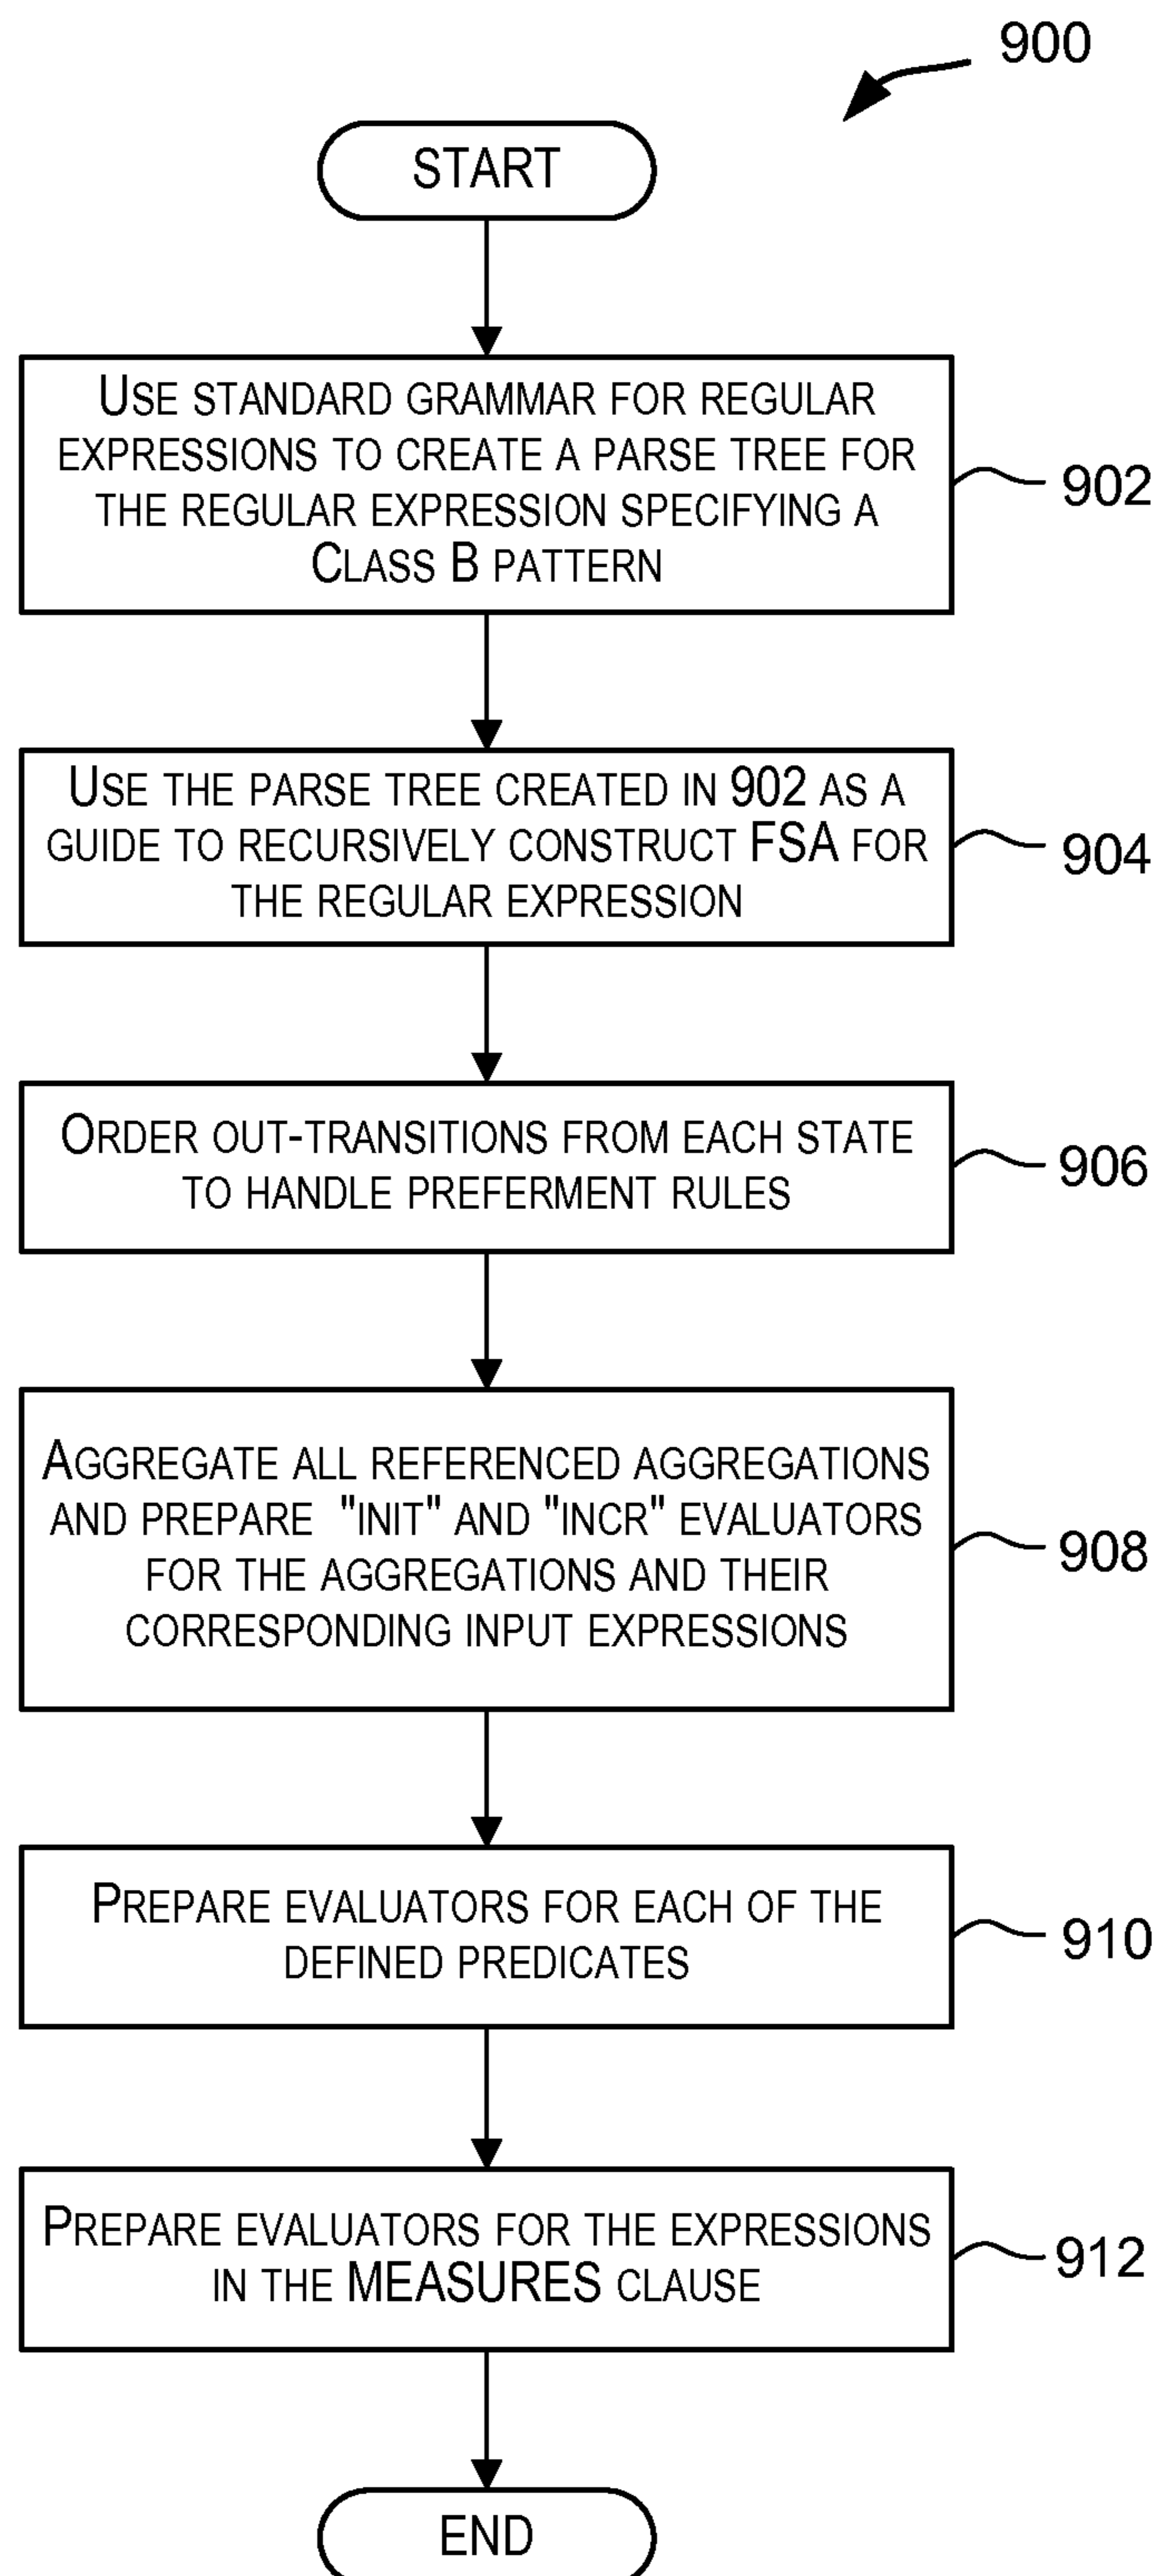 900
START
USE STANDARD GRAMMAR FOR REGULAR
EXPRESSIONS TO CREATE A PARSE TREE FOR
THE REGULAR EXPRESSION SPECIFYING A
CLASS B PATTERN
902
USE THE PARSE TREE CREATED IN 902 AS A
GUIDE TO RECURSIVELY CONSTRUCT FSA FOR
THE REGULAR EXPRESSION
904
ORDER OUT-TRANSITIONS FROM EACH STATE
TO HANDLE PREFERMENT RULES
906
AGGREGATE ALL REFERENCED AGGREGATIONS
AND PREPARE "INIT" AND "INCR" EVALUATORS
FOR THE AGGREGATIONS AND THEIR
CORRESPONDING INPUT EXPRESSIONS
908
PREPARE EVALUATORS FOR EACH OF THE
DEFINED PREDICATES
910
PREPARE EVALUATORS FOR THE EXPRESSIONS
IN THE MEASURES CLAUSE
912
END